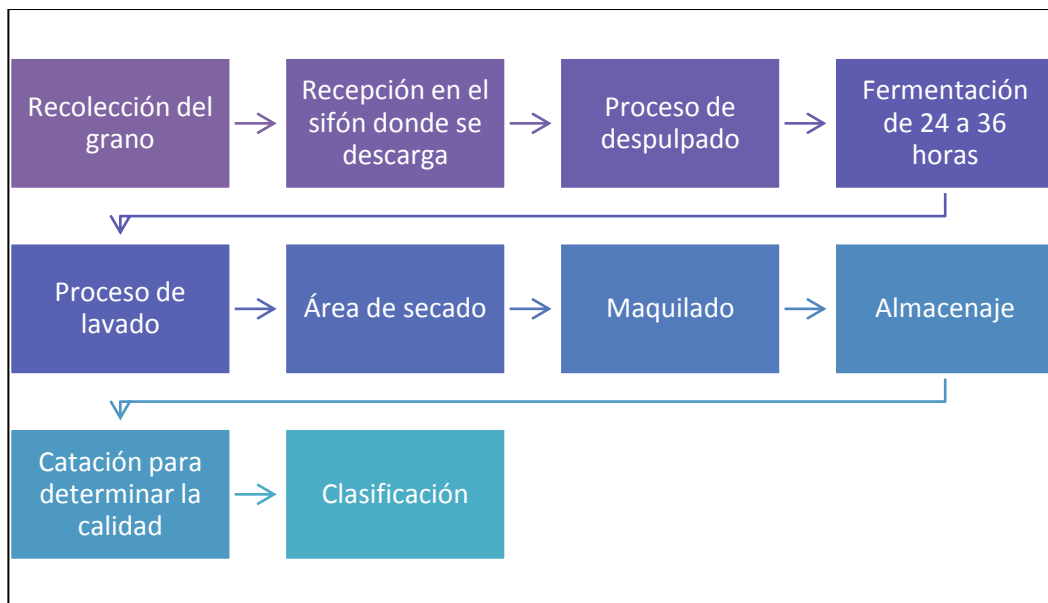 Recolección del
grano
Recepción en el
sifón donde se
descarga
Proceso de
despulpado
Fermentación
de 24 a 36
horas
Proceso de
lavado
Área de secado
Maquilado
Almacenaje
Catación para
determinar la
calidad
Clasificación